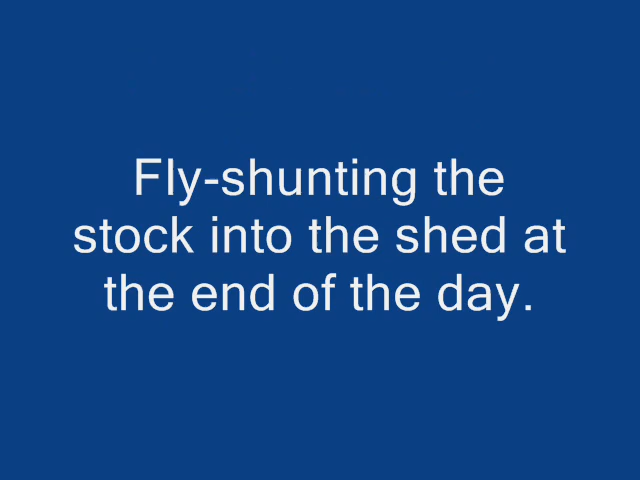 Fly-shunting the
stock into the shed at
the end of the day.